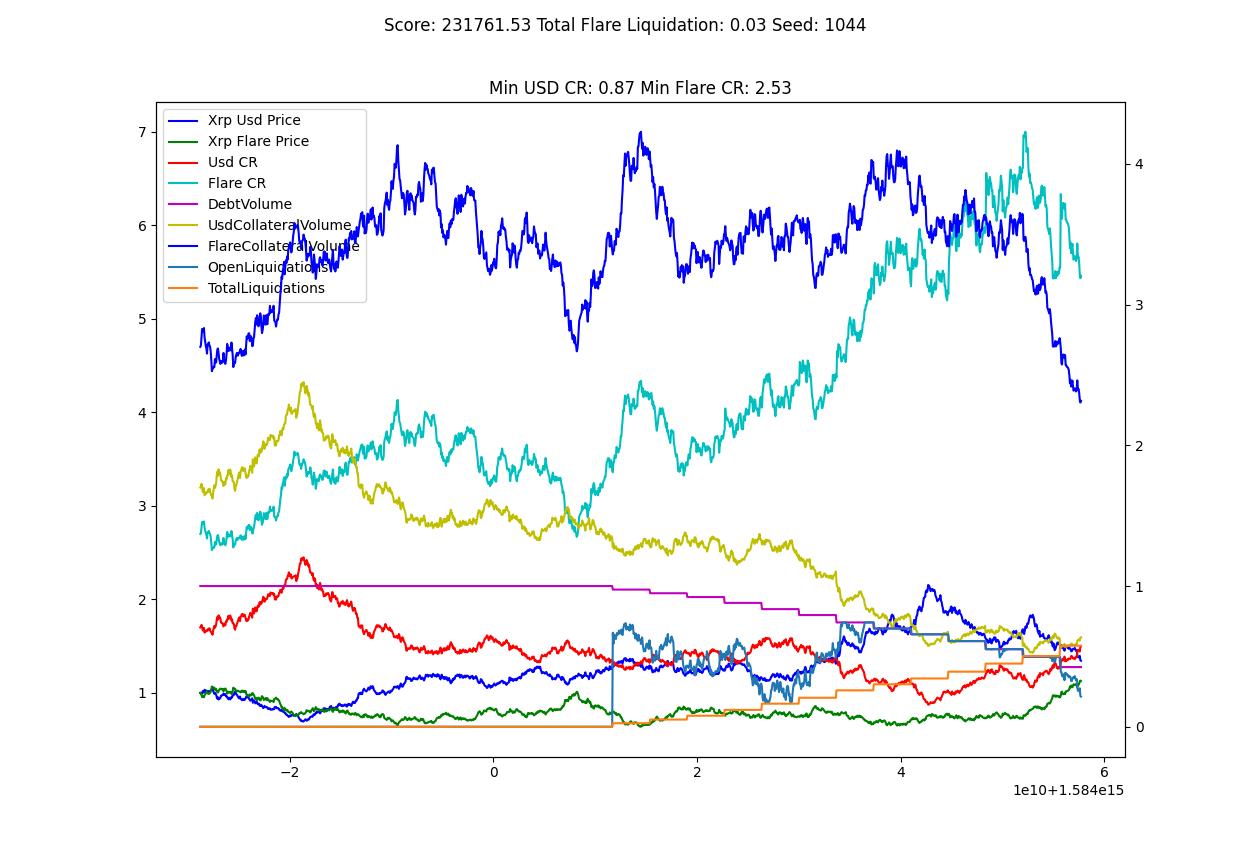 Score: 231761.53 Total Flare Liquidation: 0.03 Seed: 1044
Min USD CR: 0.87 Min Flare CR: 2.53
Xrp Usd Price
Xrp Flare Price
Usd CR
Flare CR
DebtVolume
UsdCollateralVolume
FlareCollateralVolume
OpenLiquidations
TotalLiquidations
7
6
5
4
3
2
1
4
3
2
1
0
−2
0
2
4
6
1e10+1.584e15